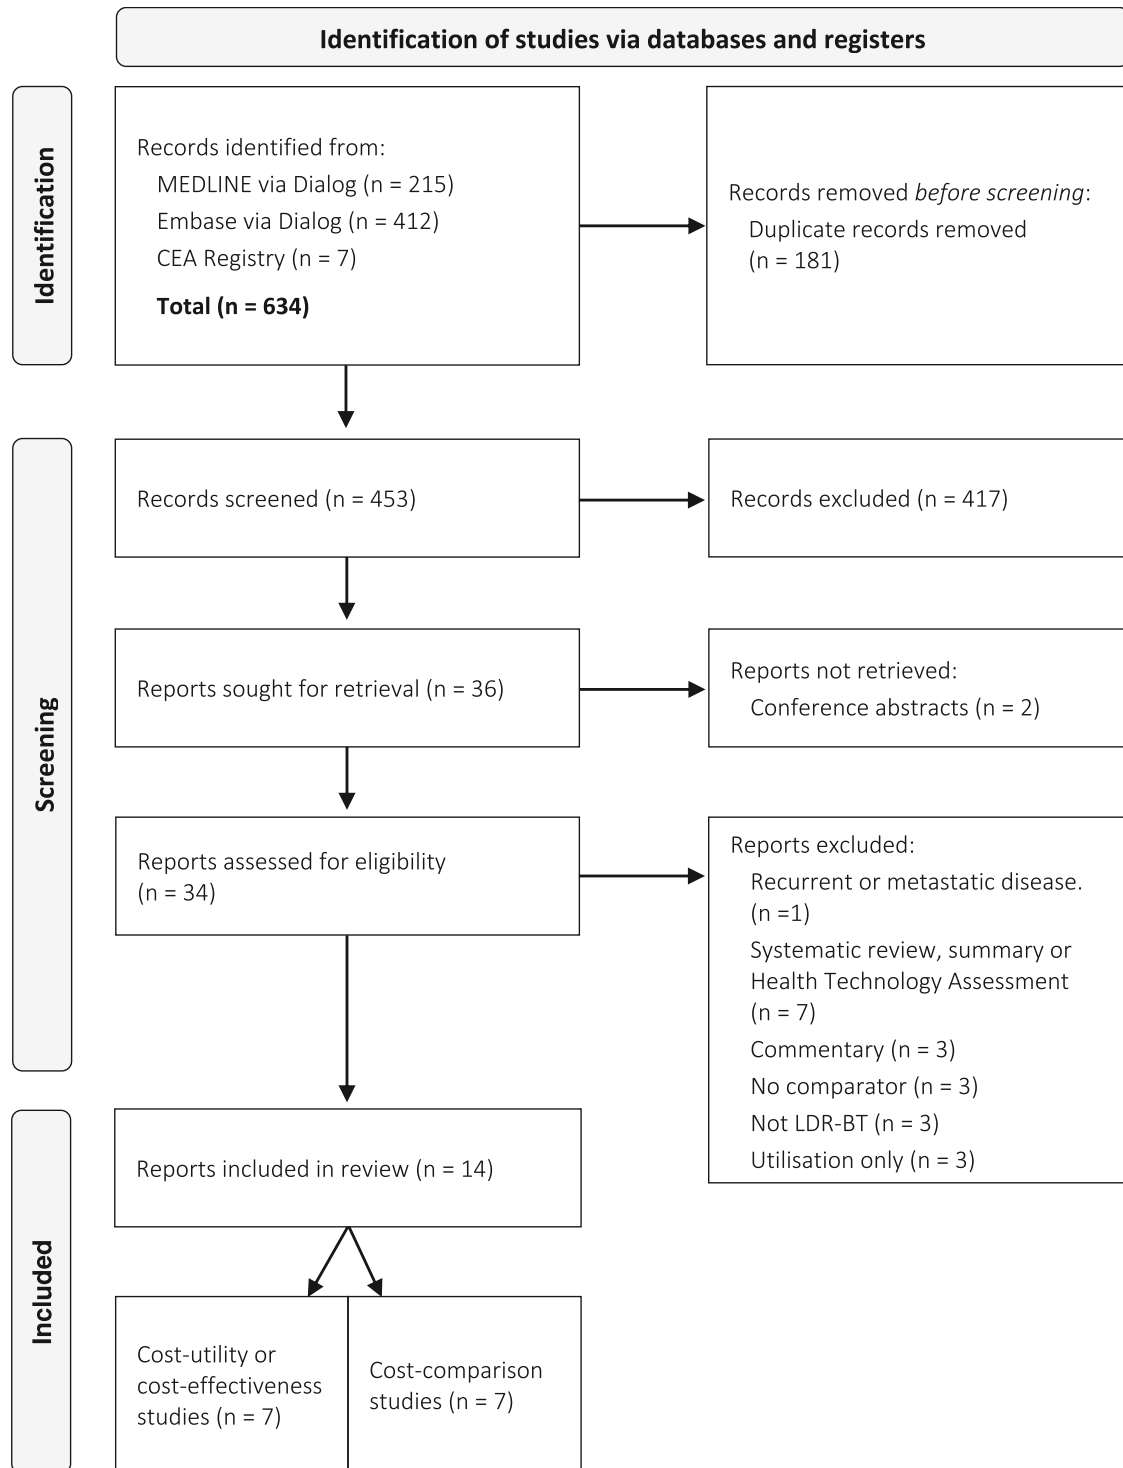 Identification of studies via databases and registers
Identification
Records identified from:
MEDLINE via Dialog (n = 215)
Embase via Dialog (n = 412)
CEA Registry (n = 7)
Total (n = 634)
Records removed before screening:
Duplicate records removed
(n = 181)
Screening
Records screened (n = 453)
Records excluded (n = 417)
Reports sought for retrieval (n = 36)
Reports not retrieved:
Conference abstracts (n = 2)
Reports assessed for eligibility
(n = 34)
Reports excluded:
Recurrent or metastatic disease.
(n =1)
Systematic review, summary or
Health Technology Assessment
(n = 7)
Commentary (n = 3)
No comparator (n = 3)
Not LDR-BT (n = 3)
Utilisation only (n = 3)
Included
Reports included in review (n = 14)
Cost-utility or
cost-effectiveness
studies (n = 7)
Cost-comparison
studies (n = 7)